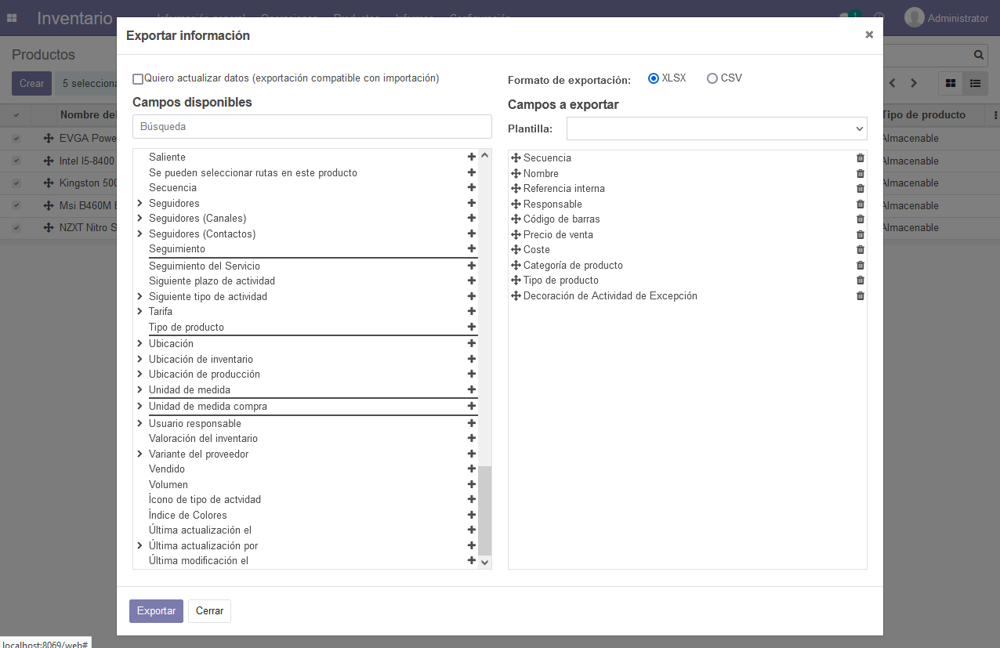 Inventario
Información general Operaciones Productos Informes Configuración
1
Administrator
Productos
Crear
5 selecciona
Nombre del
EVGA Powe
Intel I5-8400
Kingston 500
Msi B460M
NZXT Nitro S
Exportar información
Quiero actualizar datos (exportación compatible con importación)
Campos disponibles
Búsqueda
Saliente
Se pueden seleccionar rutas en este producto
Secuencia
Seguidores
Seguidores (Canales)
Seguidores (Contactos)
Seguimiento
Seguimiento del Servicio
Siguiente plazo de actividad
Siguiente tipo de actividad
Tarifa
Tipo de producto
Ubicación
Ubicación de inventario
Ubicación de producción
Unidad de medida
Unidad de medida compra
Usuario responsable
Valoración del inventario
Variante del proveedor
Vendido
Volumen
Ícono de tipo de actvidad
Índice de Colores
Última actualización el
Última actualización por
Última modificación el
Formato de exportación: XLSX CSV
Campos a exportar
Plantilla:
Secuencia
Nombre
Referencia interna
Responsable
Código de barras
Precio de venta
Coste
Categoría de producto
Tipo de producto
Decoración de Actividad de Excepción
Exportar Cerrar
Tipo de producto
Almacenable
Almacenable
Almacenable
Almacenable
Almacenable
localhost:8069/web#